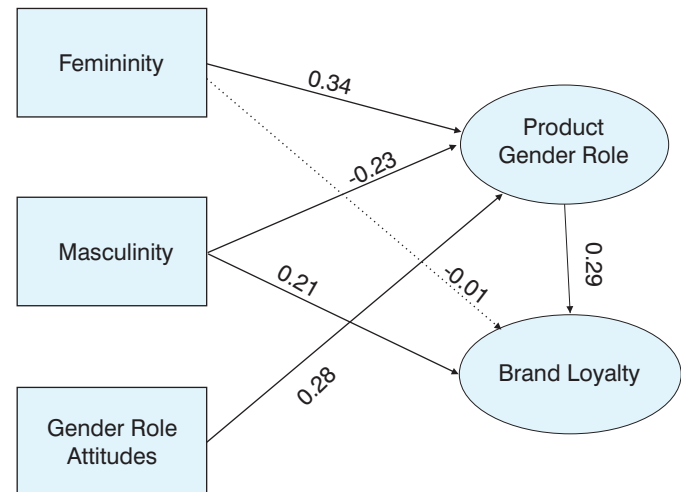 Femininity
0.34
Product
Gender Role
-0.23
Masculinity
0.21
-0.01
0.29
Brand Loyalty
0.28
Gender Role
Attitudes